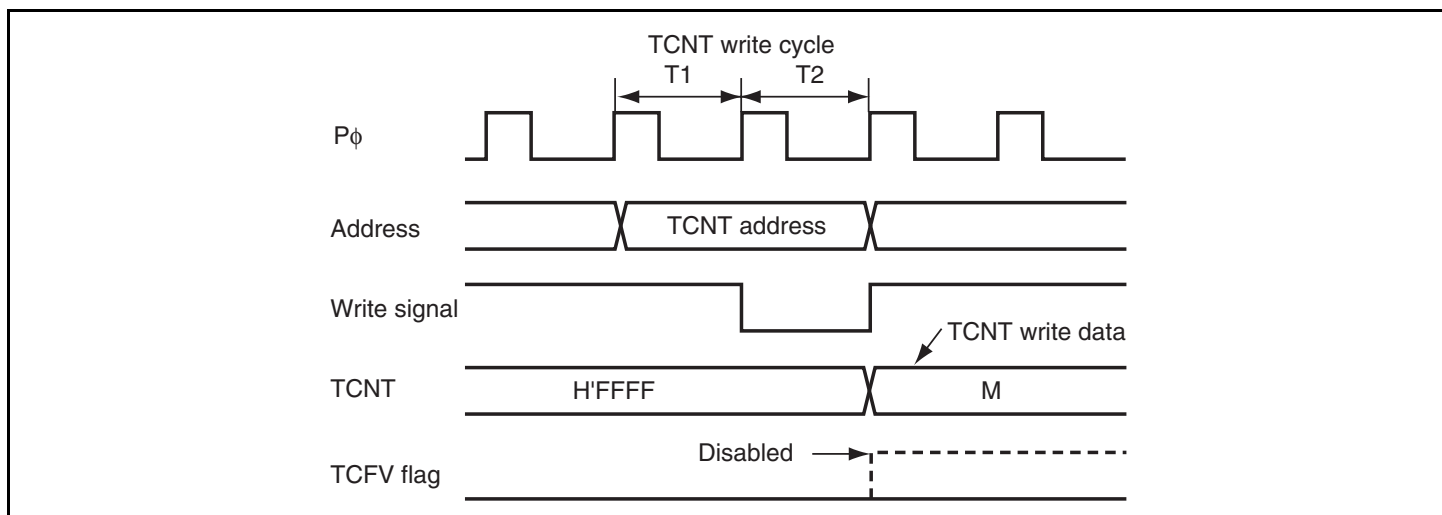 TCNT write cycle
T1 T2
Pϕ
Address TCNT address
Write signal
TCNT write data
TCNT H'FFFF M
Disabled
TCFV flag